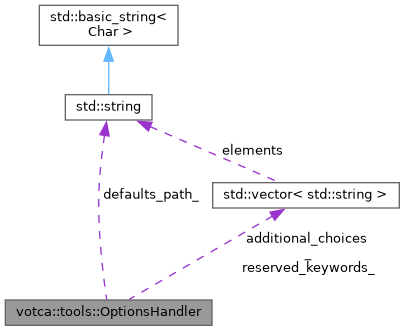 std::basic_string<
Char >
std::string
elements
defaults_path_
std::vector< std::string >
additional_choices
_
reserved_keywords_
votca::tools::OptionsHandler